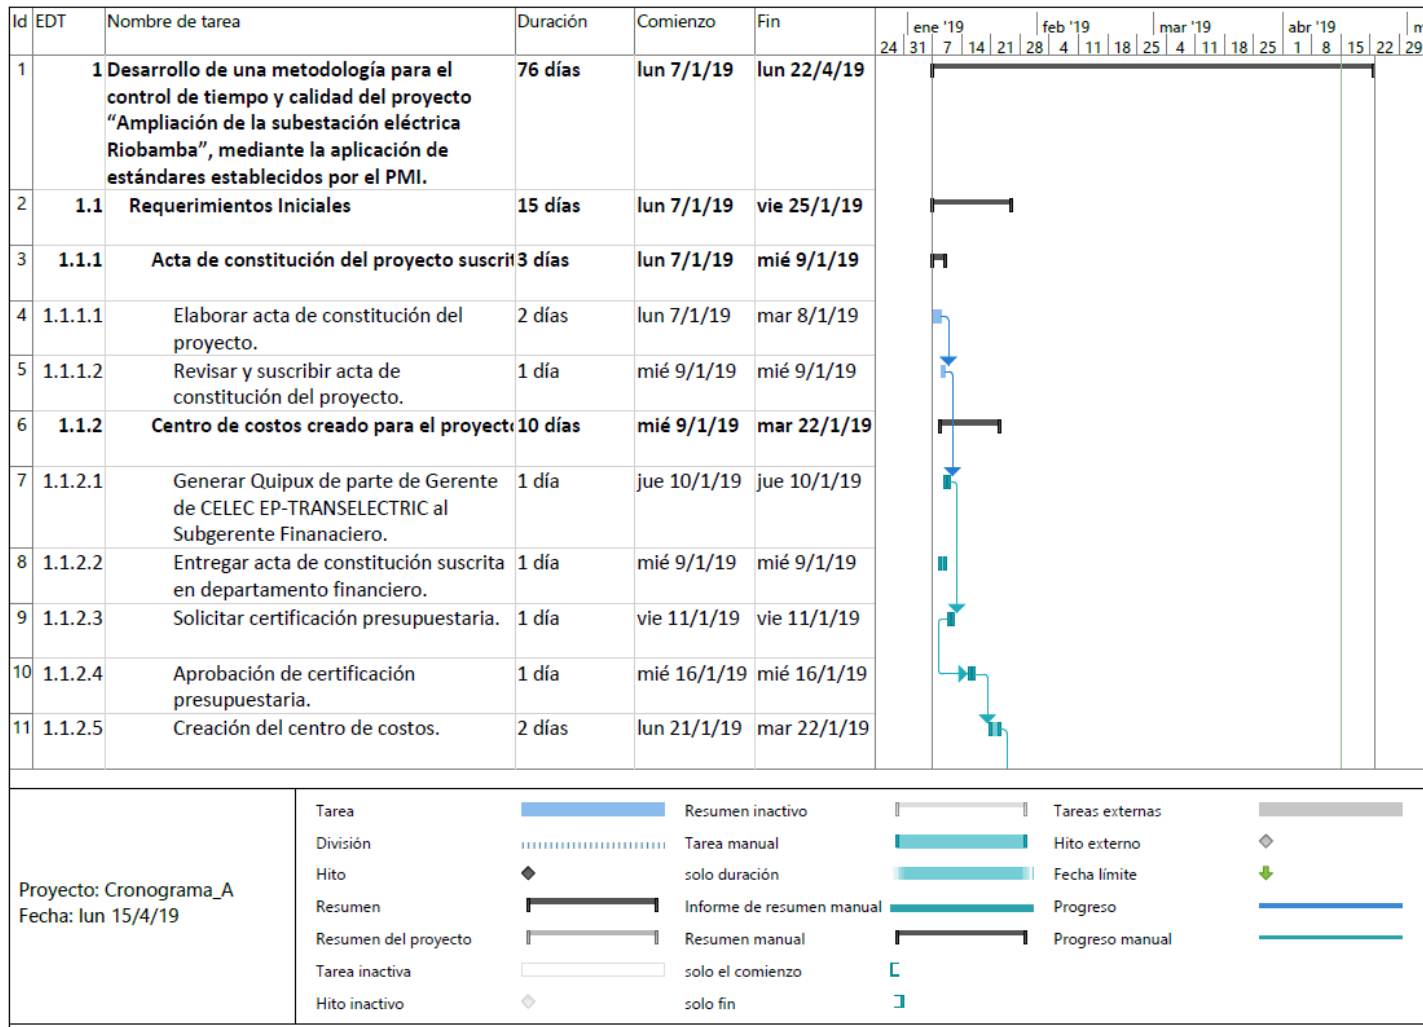 Id EDT Nombre de tarea Duración Comienzo Fin
ene '19 feb '19 mar '19 abr '19 m
24 31 7 14 21 28 4 11 18 25 4 11 18 25 1 8 15 22 29
1 1 Desarrollo de una metodología para el 76 días lun 7/1/19 lun 22/4/19
control de tiempo y calidad del proyecto
“Ampliación de la subestación eléctrica
Riobamba”, mediante la aplicación de
estándares establecidos por el PMI.
2 1.1 Requerimientos Iniciales 15 días lun 7/1/19 vie 25/1/19
3 1.1.1 Acta de constitución del proyecto suscrit 3 días lun 7/1/19 mié 9/1/19
4 1.1.1.1 Elaborar acta de constitución del 2 días lun 7/1/19 mar 8/1/19
proyecto.
5 1.1.1.2 Revisar y suscribir acta de 1 día mié 9/1/19 mié 9/1/19
constitución del proyecto.
6 1.1.2 Centro de costos creado para el proyecto 10 días mié 9/1/19 mar 22/1/19
7 1.1.2.1 Generar Quipux de parte de Gerente 1 día jue 10/1/19 jue 10/1/19
de CELEC EP-TRANSELECTRIC al
Subgerente Finanaciero.
8 1.1.2.2 Entregar acta de constitución suscrita 1 día mié 9/1/19 mié 9/1/19
en departamento financiero.
9 1.1.2.3 Solicitar certificación presupuestaria. 1 día vie 11/1/19 vie 11/1/19
10 1.1.2.4 Aprobación de certificación 1 día mié 16/1/19 mié 16/1/19
presupuestaria.
11 1.1.2.5 Creación del centro de costos. 2 días lun 21/1/19 mar 22/1/19
Proyecto: Cronograma_A
Fecha: lun 15/4/19
Tarea Resumen inactivo Tareas externas
División Tarea manual Hito externo
Hito solo duración Fecha límite
Resumen Informe de resumen manual Progreso
Resumen del proyecto Resumen manual Progreso manual
Tarea inactiva solo el comienzo
Hito inactivo solo fin